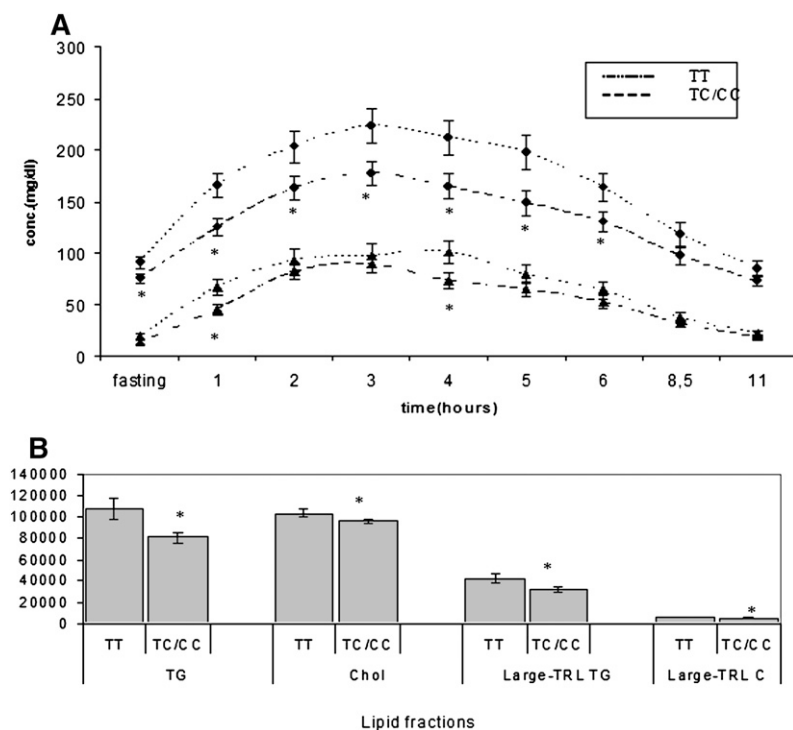 A
300
250
200
150
100
50
0
conc.(mg/dl)
TT
TC/CC
* * * * * * *
* *
fasting 1 2 3 4 5 6 8,5 11
time(hours)
B
140000
120000
100000
80000
60000
40000
20000
0
* * * *
TT TC/CC TT TC/CC TT TC/CC TT TC/CC
TG Chol Large-TRL TG Large-TRL C
Lipid fractions